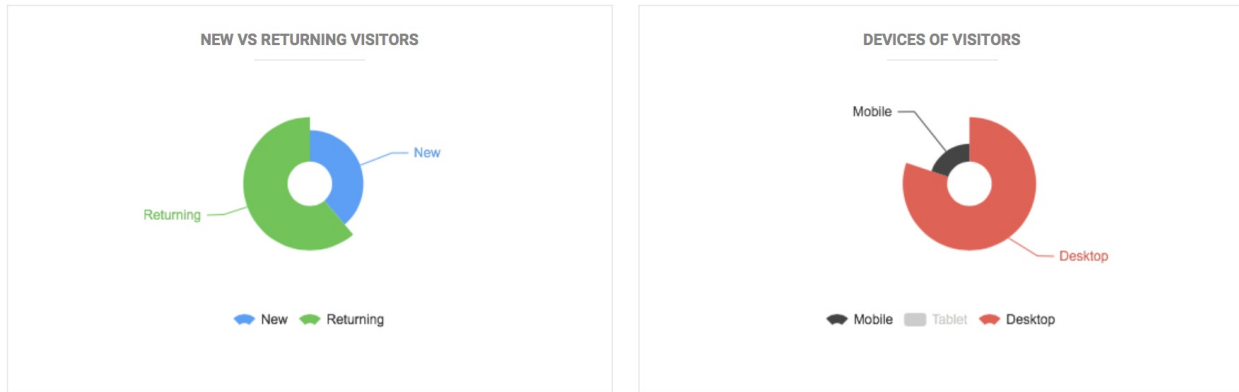 NEW VS RETURNING VISITORS
New
Returning
New Returning
DEVICES OF VISITORS
Mobile
Desktop
Mobile Tablet Desktop